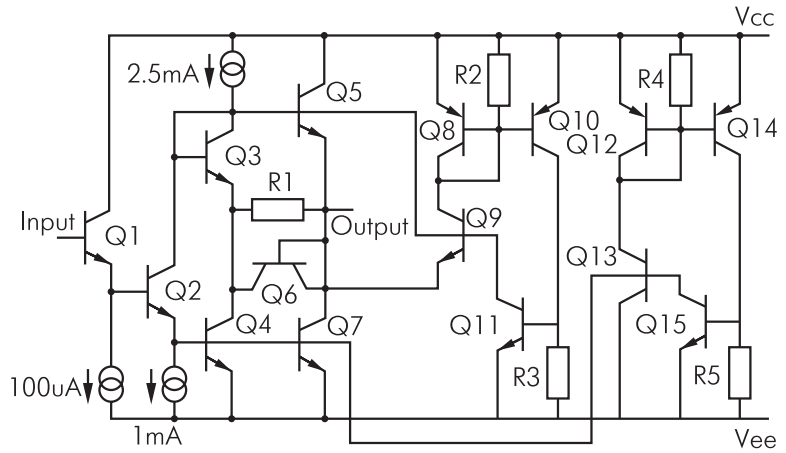 Vcc
2.5mA
Q5
R2
R4
Q10
Q8
Q12
Q14
Q3
R1
Input
Q1
Output
Q9
Q13
Q2
Q6
Q4
Q7
Q11
Q15
100uA
R3
R5
1mA
Vee